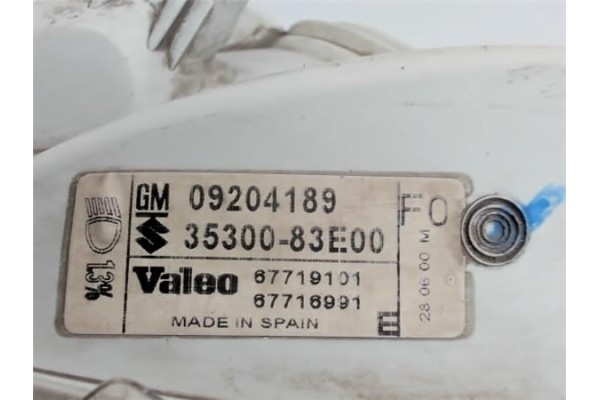 GM 09204189
35300-83E00
Valeo 67719101
67716991
MADE IN SPAIN
E
FO
28 06 00 M
1.3%